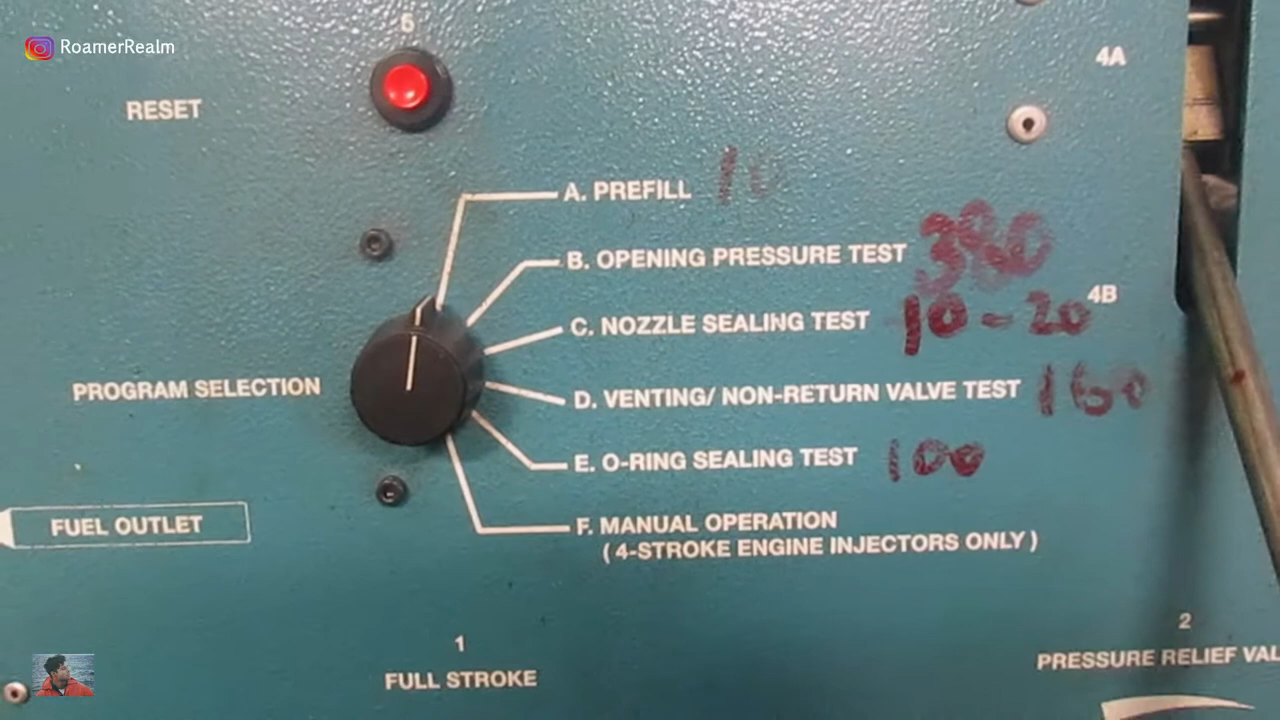 RoamerRealm
5
RESET
4A
A. PREFILL
B. OPENING PRESSURE TEST 380
4B
C. NOZZLE SEALING TEST 10-20
PROGRAM SELECTION
D. VENTING/ NON-RETURN VALVE TEST 160
E. O-RING SEALING TEST 100
FUEL OUTLET
F. MANUAL OPERATION
( 4-STROKE ENGINE INJECTORS ONLY )
1
FULL STROKE
2
PRESSURE RELIEF VAL